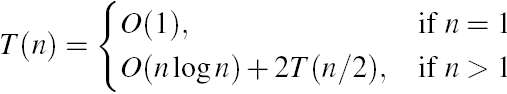 T(n) = { O(1), if n = 1
O(n log n) + 2T(n/2), if n > 1